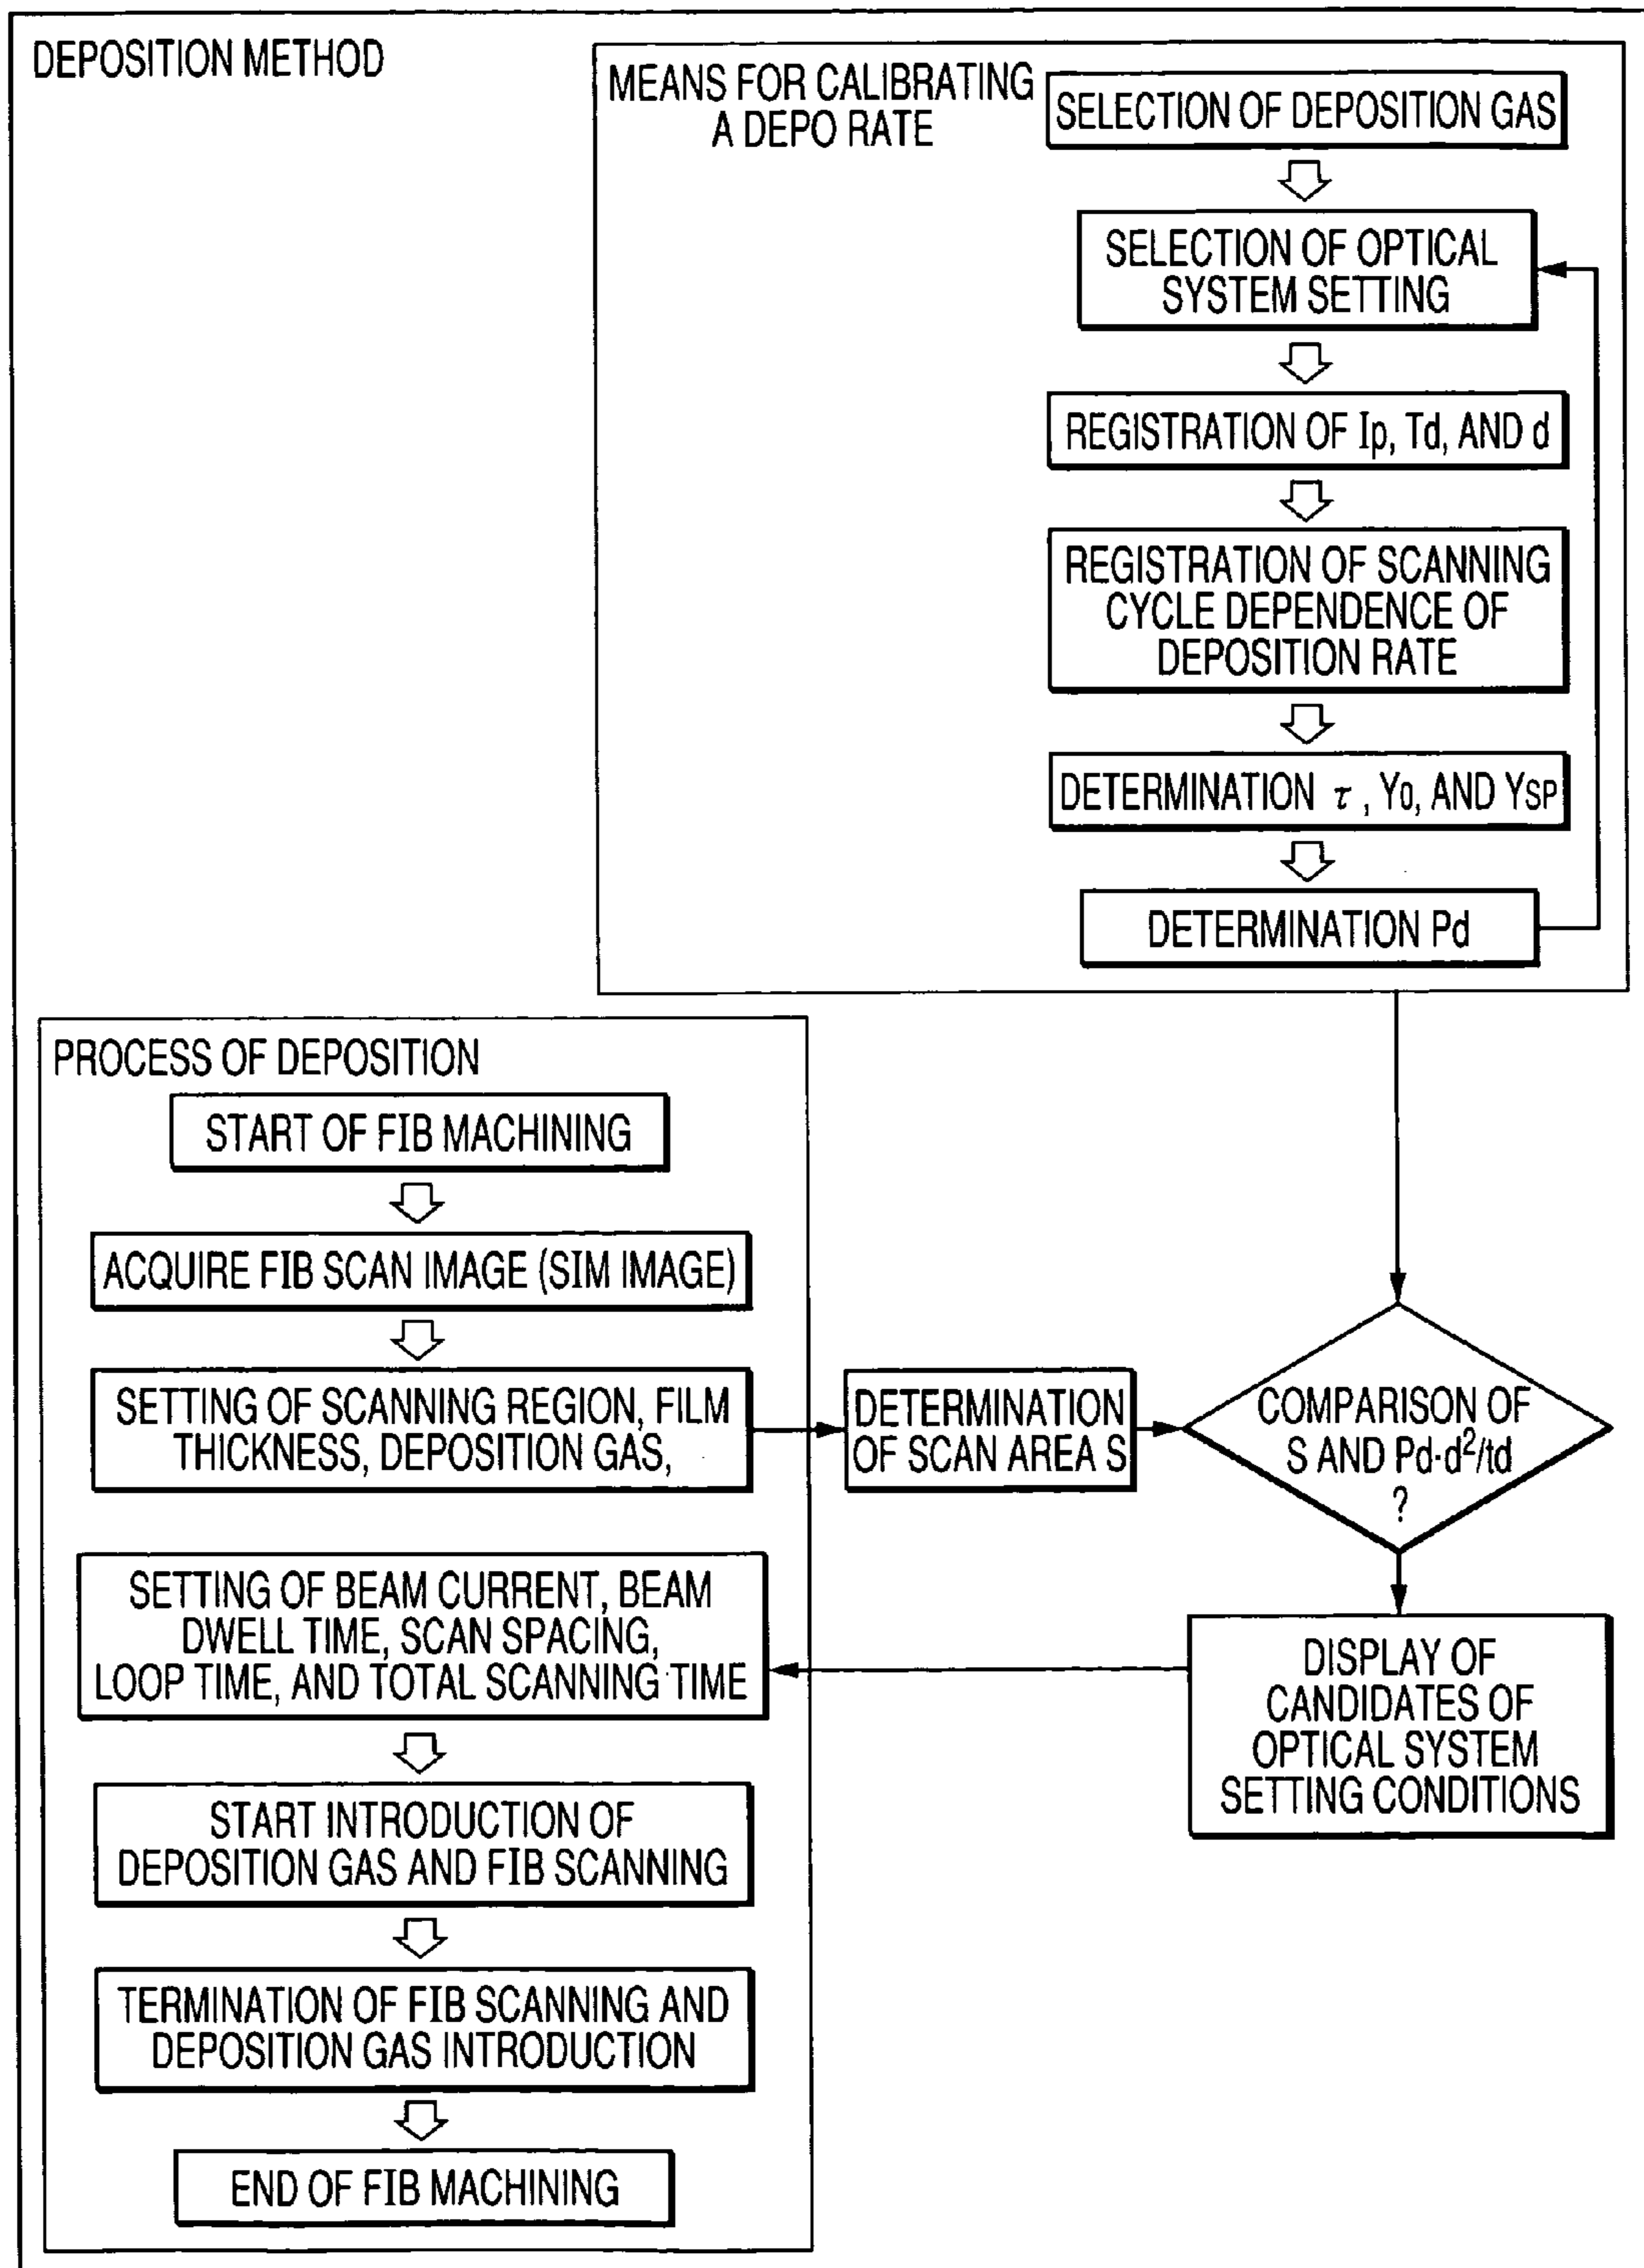 DEPOSITION METHOD
MEANS FOR CALIBRATING
A DEPO RATE
SELECTION OF DEPOSITION GAS
SELECTION OF OPTICAL
SYSTEM SETTING
REGISTRATION OF Ip, Td, AND d
REGISTRATION OF SCANNING
CYCLE DEPENDENCE OF
DEPOSITION RATE
DETERMINATION τ, Y0, AND YSP
DETERMINATION Pd
PROCESS OF DEPOSITION
START OF FIB MACHINING
ACQUIRE FIB SCAN IMAGE (SIM IMAGE)
SETTING OF SCANNING REGION, FILM
THICKNESS, DEPOSITION GAS,
DETERMINATION
OF SCAN AREA S
COMPARISON OF
S AND Pd·d²/td
?
DISPLAY OF
CANDIDATES OF
OPTICAL SYSTEM
SETTING CONDITIONS
SETTING OF BEAM CURRENT, BEAM
DWELL TIME, SCAN SPACING,
LOOP TIME, AND TOTAL SCANNING TIME
START INTRODUCTION OF
DEPOSITION GAS AND FIB SCANNING
TERMINATION OF FIB SCANNING AND
DEPOSITION GAS INTRODUCTION
END OF FIB MACHINING